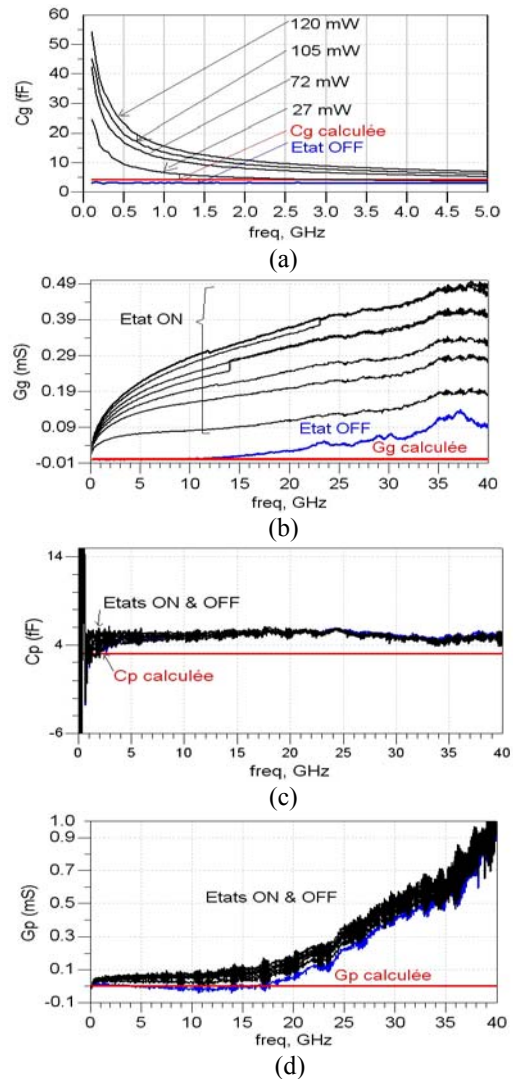 60
50
40
30
20
10
0
Cg (fF)
120 mW
105 mW
72 mW
27 mW
Cg calculée
Etat OFF
0.0 0.5 1.0 1.5 2.0 2.5 3.0 3.5 4.0 4.5 5.0
freq, GHz
(a)
0.49
0.39
0.29
0.19
0.09
-0.01
Gg (mS)
Etat ON
Etat OFF
Gg calculée
0 5 10 15 20 25 30 35 40
freq, GHz
(b)
14
4
-6
Cp (fF)
Etats ON & OFF
Cp calculée
0 5 10 15 20 25 30 35 40
freq, GHz
(c)
1.0
0.9
0.7
0.5
0.3
0.1
-0.1
Gp (mS)
Etats ON & OFF
Gp calculée
0 5 10 15 20 25 30 35 40
freq, GHz
(d)